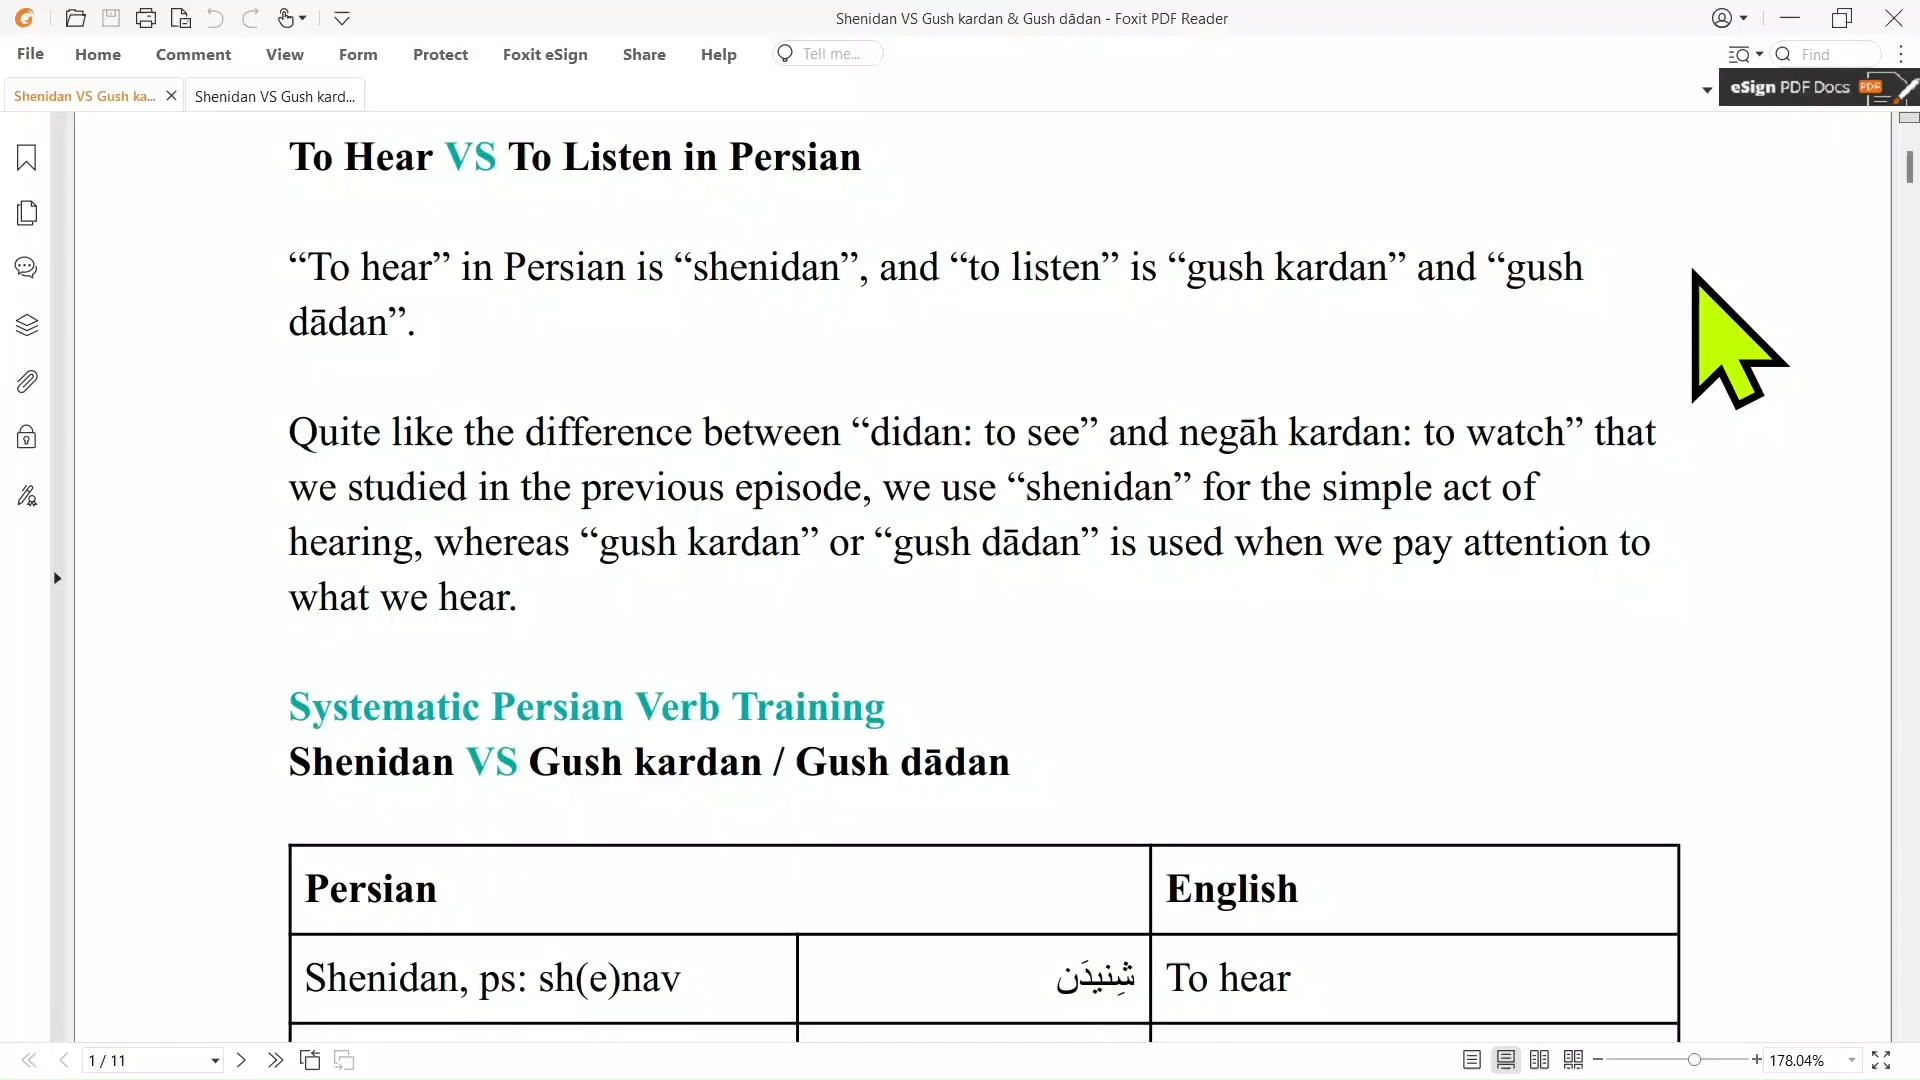 Shenidan VS Gush kardan & Gush dādan - Foxit PDF Reader
File Home Comment View Form Protect Foxit eSign Share Help Tell me... Find
Shenidan VS Gush ka... Shenidan VS Gush kard... eSign PDF Docs PDF
To Hear VS To Listen in Persian
“To hear” in Persian is “shenidan”, and “to listen” is “gush kardan” and “gush
dādan”.
Quite like the difference between “didan: to see” and negāh kardan: to watch” that
we studied in the previous episode, we use “shenidan” for the simple act of
hearing, whereas “gush kardan” or “gush dādan” is used when we pay attention to
what we hear.
Systematic Persian Verb Training
Shenidan VS Gush kardan / Gush dādan
Persian English
Shenidan, ps: sh(e)nav شِنیدَن To hear
1 / 11 178.04%